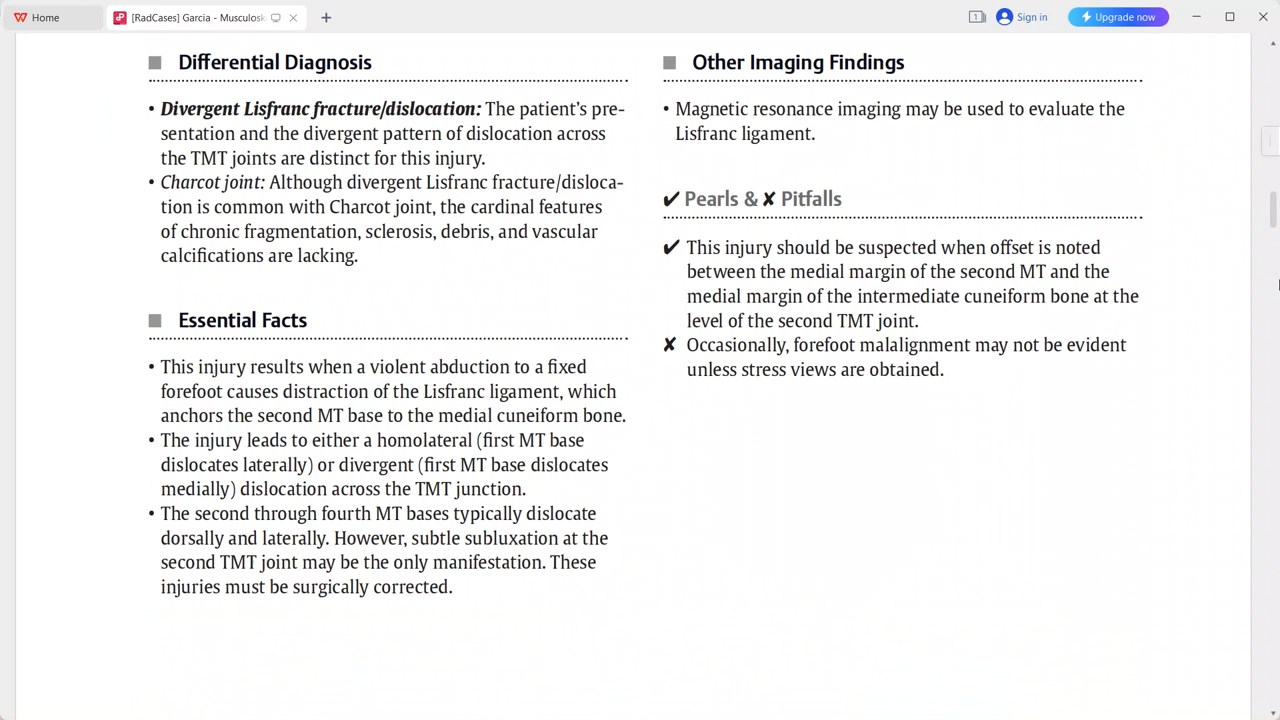 Home
[RadCases] Garcia - Musculosk
1
Sign in
Upgrade now
Differential Diagnosis
• Divergent Lisfranc fracture/dislocation: The patient's pre-
sentation and the divergent pattern of dislocation across
the TMT joints are distinct for this injury.
• Charcot joint: Although divergent Lisfranc fracture/disloca-
tion is common with Charcot joint, the cardinal features
of chronic fragmentation, sclerosis, debris, and vascular
calcifications are lacking.
Essential Facts
• This injury results when a violent abduction to a fixed
forefoot causes distraction of the Lisfranc ligament, which
anchors the second MT base to the medial cuneiform bone.
• The injury leads to either a homolateral (first MT base
dislocates laterally) or divergent (first MT base dislocates
medially) dislocation across the TMT junction.
• The second through fourth MT bases typically dislocate
dorsally and laterally. However, subtle subluxation at the
second TMT joint may be the only manifestation. These
injuries must be surgically corrected.
Other Imaging Findings
• Magnetic resonance imaging may be used to evaluate the
Lisfranc ligament.
✔ Pearls & ✘ Pitfalls
✔ This injury should be suspected when offset is noted
between the medial margin of the second MT and the
medial margin of the intermediate cuneiform bone at the
level of the second TMT joint.
✘ Occasionally, forefoot malalignment may not be evident
unless stress views are obtained.